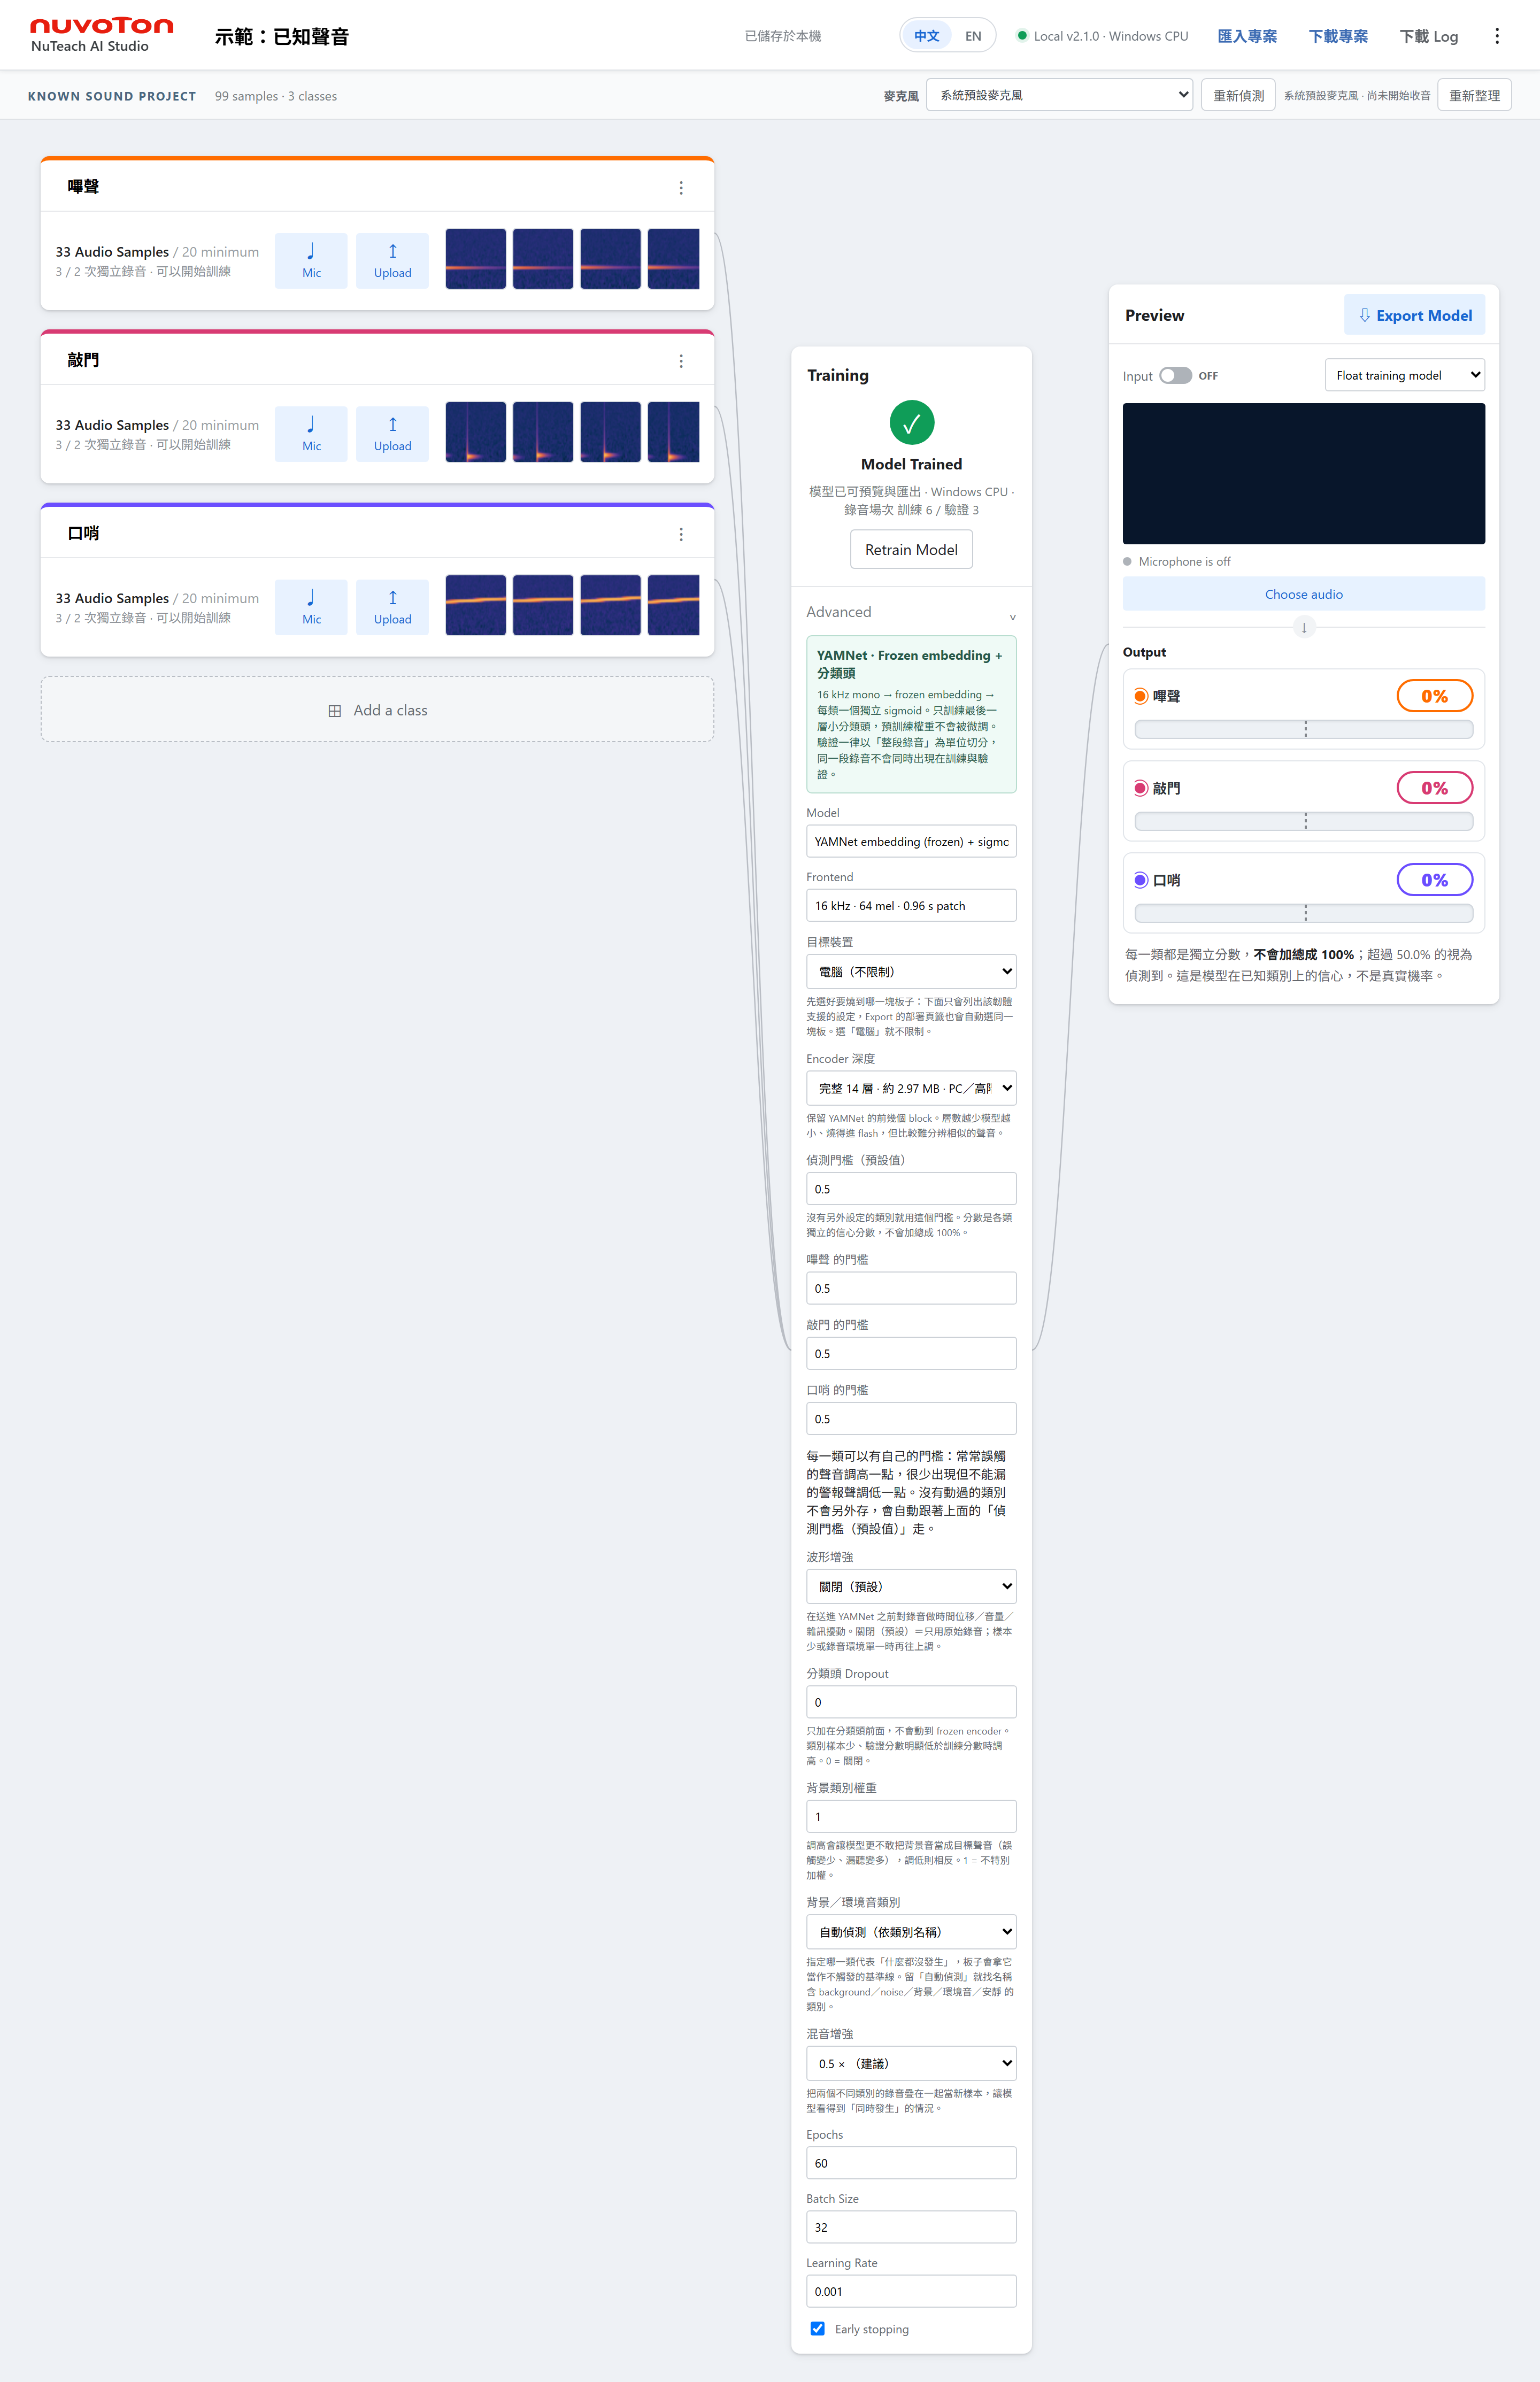 nuvoTon
NuTeach AI Studio
示範：已知聲音
已儲存於本機
中文
EN
Local v2.1.0 · Windows CPU
匯入專案
下載專案
下載 Log
KNOWN SOUND PROJECT
99 samples · 3 classes
麥克風
系統預設麥克風
重新偵測
系統預設麥克風 · 尚未開始收音
重新整理
嗶聲
33 Audio Samples / 20 minimum
3 / 2 次獨立錄音 · 可以開始訓練
Mic
Upload
敲門
33 Audio Samples / 20 minimum
3 / 2 次獨立錄音 · 可以開始訓練
Mic
Upload
口哨
33 Audio Samples / 20 minimum
3 / 2 次獨立錄音 · 可以開始訓練
Mic
Upload
Add a class
Training
Model Trained
模型已可預覽與匯出 · Windows CPU ·
錄音場次 訓練 6 / 驗證 3
Retrain Model
Advanced
YAMNet · Frozen embedding +
分類頭
16 kHz mono → frozen embedding →
每類一個獨立 sigmoid。只訓練最後一
層小分類頭，預訓練權重不會被微調。
驗證一律以「整段錄音」為單位切分，
同一段錄音不會同時出現在訓練與驗
證。
Model
YAMNet embedding (frozen) + sigmc
Frontend
16 kHz · 64 mel · 0.96 s patch
目標裝置
電腦（不限制）
先選好要燒到哪一塊板子：下面只會列出該韌體
支援的設定，Export 的部署頁籤也會自動選同一
塊板。選「電腦」就不限制。
Encoder 深度
完整 14 層 · 約 2.97 MB · PC／高階
保留 YAMNet 的前幾個 block。層數越少模型越
小、燒得進 flash，但比較難分辨相似的聲音。
偵測門檻（預設值）
0.5
沒有另外設定的類別就用這個門檻。分數是各類
獨立的信心分數，不會加總成 100%。
嗶聲 的門檻
0.5
敲門 的門檻
0.5
口哨 的門檻
0.5
每一類可以有自己的門檻：常常誤觸
的聲音調高一點，很少出現但不能漏
的警報聲調低一點。沒有動過的類別
不會另外存，會自動跟著上面的「偵
測門檻（預設值）」走。
波形增強
關閉（預設）
在送進 YAMNet 之前對錄音做時間位移／音量／
雜訊擾動。關閉（預設）＝只用原始錄音；樣本
少或錄音環境單一時再往上調。
分類頭 Dropout
0
只加在分類頭前面，不會動到 frozen encoder。
類別樣本少、驗證分數明顯低於訓練分數時調
高。0 = 關閉。
背景類別權重
1
調高會讓模型更不敢把背景音當成目標聲音（誤
觸變少、漏聽變多），調低則相反。1 = 不特別
加權。
背景／環境音類別
自動偵測（依類別名稱）
指定哪一類代表「什麼都沒發生」，板子會拿它
當作不觸發的基準線。留「自動偵測」就找名稱
含 background／noise／背景／環境音／安靜 的
類別。
混音增強
0.5 × （建議）
把兩個不同類別的錄音疊在一起當新樣本，讓模
型看得到「同時發生」的情況。
Epochs
60
Batch Size
32
Learning Rate
0.001
Early stopping
Preview
Export Model
Input
OFF
Float training model
Microphone is off
Choose audio
Output
嗶聲
0%
敲門
0%
口哨
0%
每一類都是獨立分數，不會加總成 100%；超過 50.0% 的視為
偵測到。這是模型在已知類別上的信心，不是真實機率。